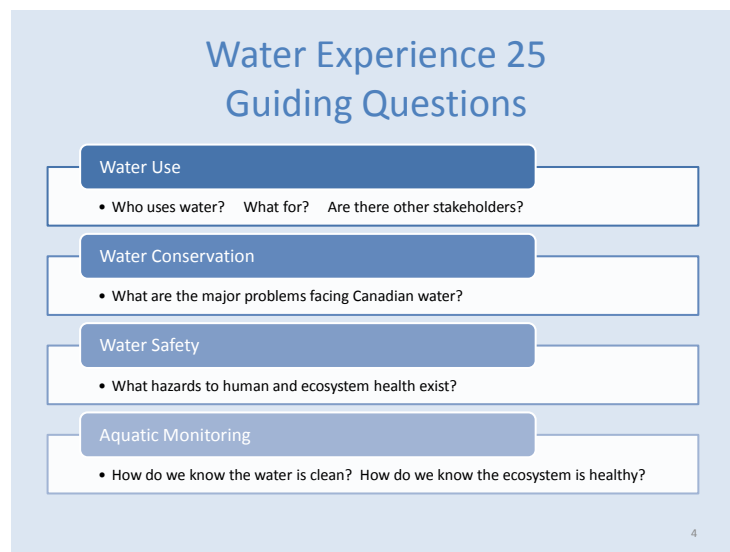 Water Experience 25
Guiding Questions
Water Use
• Who uses water? What for? Are there other stakeholders?
Water Conservation
• What are the major problems facing Canadian water?
Water Safety
• What hazards to human and ecosystem health exist?
Aquatic Monitoring
• How do we know the water is clean? How do we know the ecosystem is healthy?
4